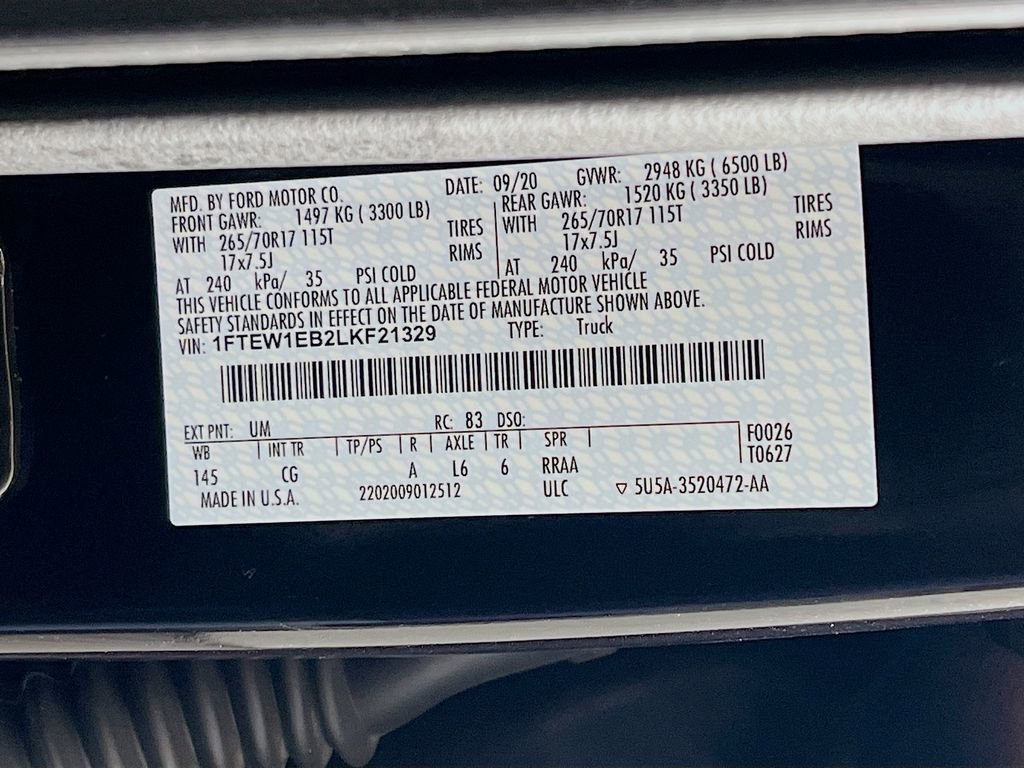 MFD. BY FORD MOTOR CO. DATE: 09/20 GVWR: 2948 KG ( 6500 LB)
FRONT GAWR: 1497 KG ( 3300 LB) REAR GAWR: 1520 KG ( 3350 LB)
WITH 265/70R17 115T TIRES WITH 265/70R17 115T TIRES
17x7.5J RIMS 17x7.5J RIMS
AT 240 kPa/ 35 PSI COLD AT 240 kPa/ 35 PSI COLD
THIS VEHICLE CONFORMS TO ALL APPLICABLE FEDERAL MOTOR VEHICLE
SAFETY STANDARDS IN EFFECT ON THE DATE OF MANUFACTURE SHOWN ABOVE.
VIN: 1FTEW1EB2LKF21329 TYPE: Truck
EXT PNT: UM RC: 83 DSO:
WB INT TR TP/PS R AXLE TR SPR F0026
145 CG A L6 6 RRAA T0627
MADE IN U.S.A. 2202009012512 ULC ▽ 5U5A-3520472-AA